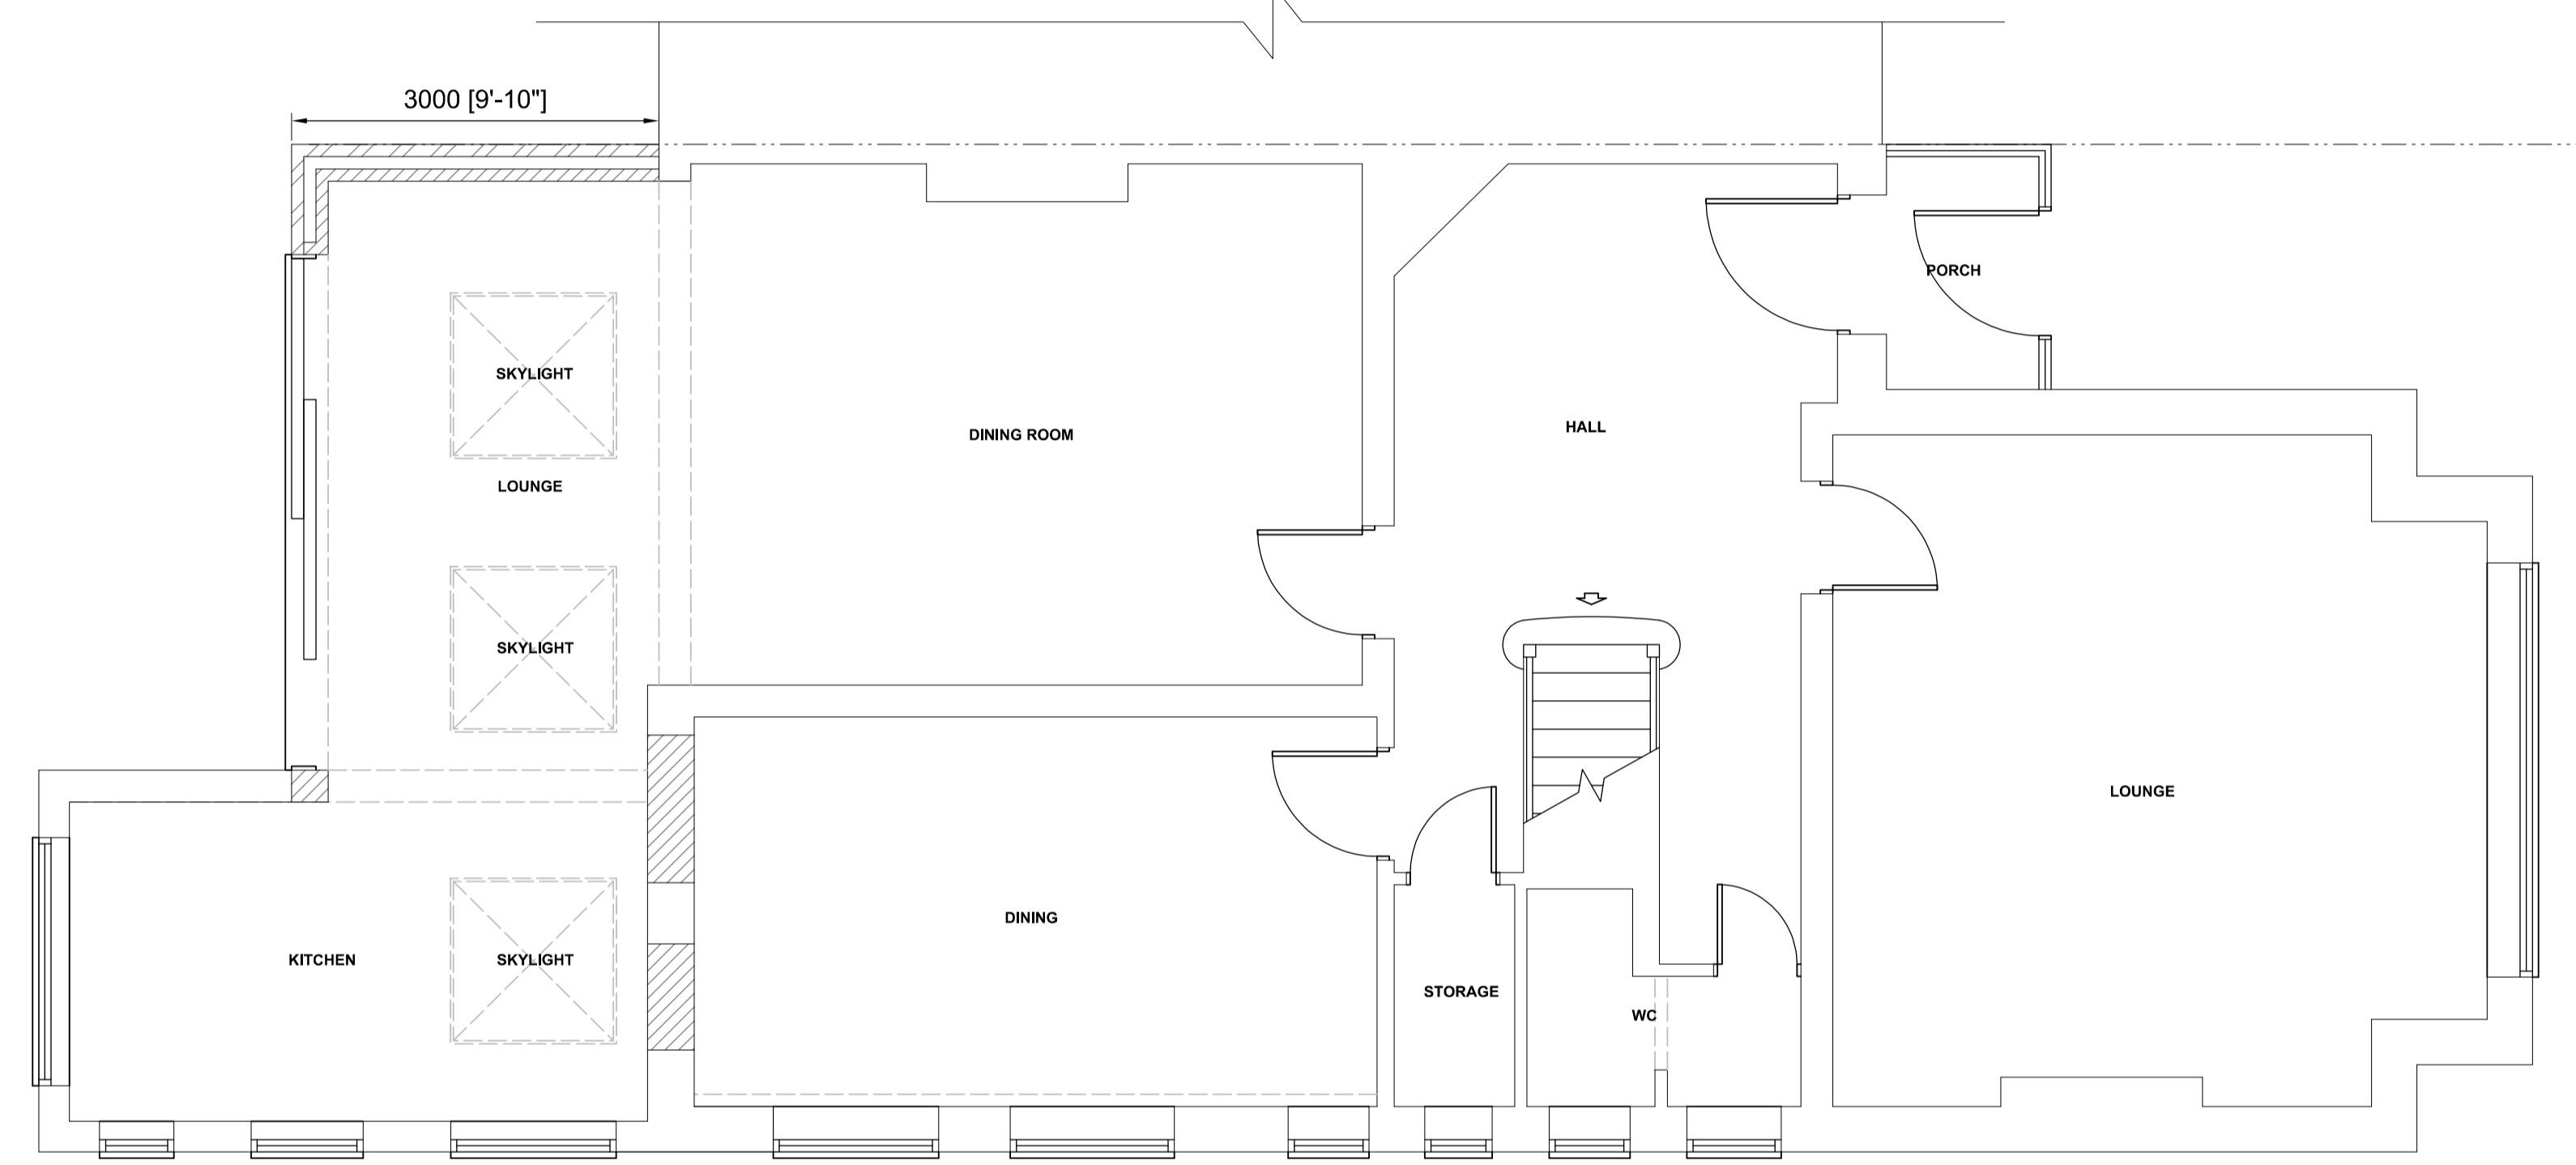 3000 [9'-10"]
PORCH
SKYLIGHT
HALL
DINING ROOM
LOUNGE
SKYLIGHT
LOUNGE
DINING
KITCHEN
SKYLIGHT
STORAGE
WC